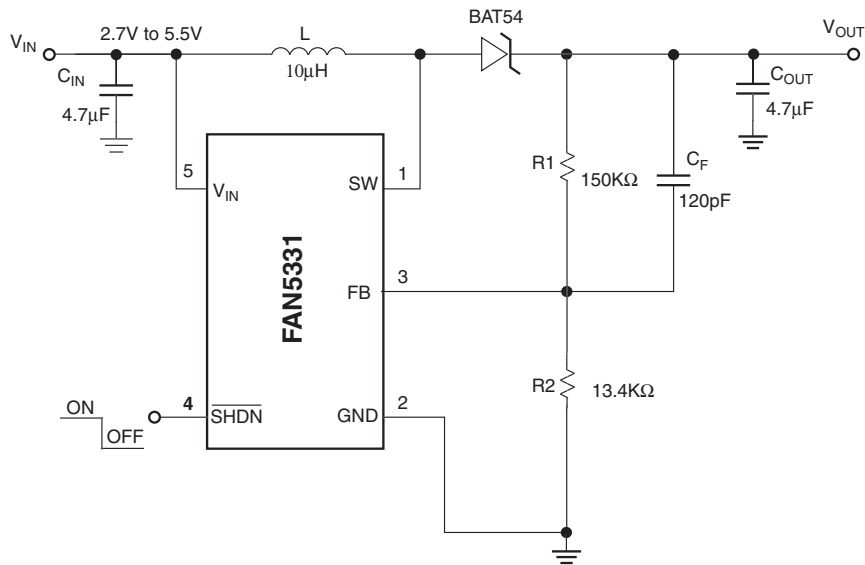 BAT54
V_IN
2.7V to 5.5V
L
V_OUT
C_IN
10μH
C_OUT
4.7μF
4.7μF
5
1
R1
C_F
V_IN
SW
150KΩ
120pF
FAN5331
3
FB
R2
13.4KΩ
ON
4
2
SHDN
GND
OFF